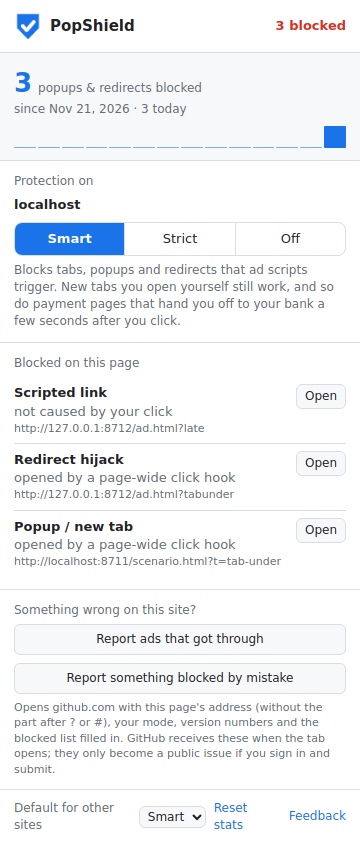 PopShield
3 blocked
3 popups & redirects blocked
since Nov 21, 2026 · 3 today
Protection on
localhost
Smart
Strict
Off
Blocks tabs, popups and redirects that ad scripts
trigger. New tabs you open yourself still work, and so
do payment pages that hand you off to your bank a
few seconds after you click.
Blocked on this page
Scripted link
not caused by your click
http://127.0.0.1:8712/ad.html?late
Open
Redirect hijack
opened by a page-wide click hook
http://127.0.0.1:8712/ad.html?tabunder
Open
Popup / new tab
opened by a page-wide click hook
http://localhost:8711/scenario.html?t=tab-under
Open
Something wrong on this site?
Report ads that got through
Report something blocked by mistake
Opens github.com with this page's address (without the
part after ? or #), your mode, version numbers and the
blocked list filled in. GitHub receives these when the tab
opens; they only become a public issue if you sign in and
submit.
Default for other
sites
Smart
Reset
stats
Feedback